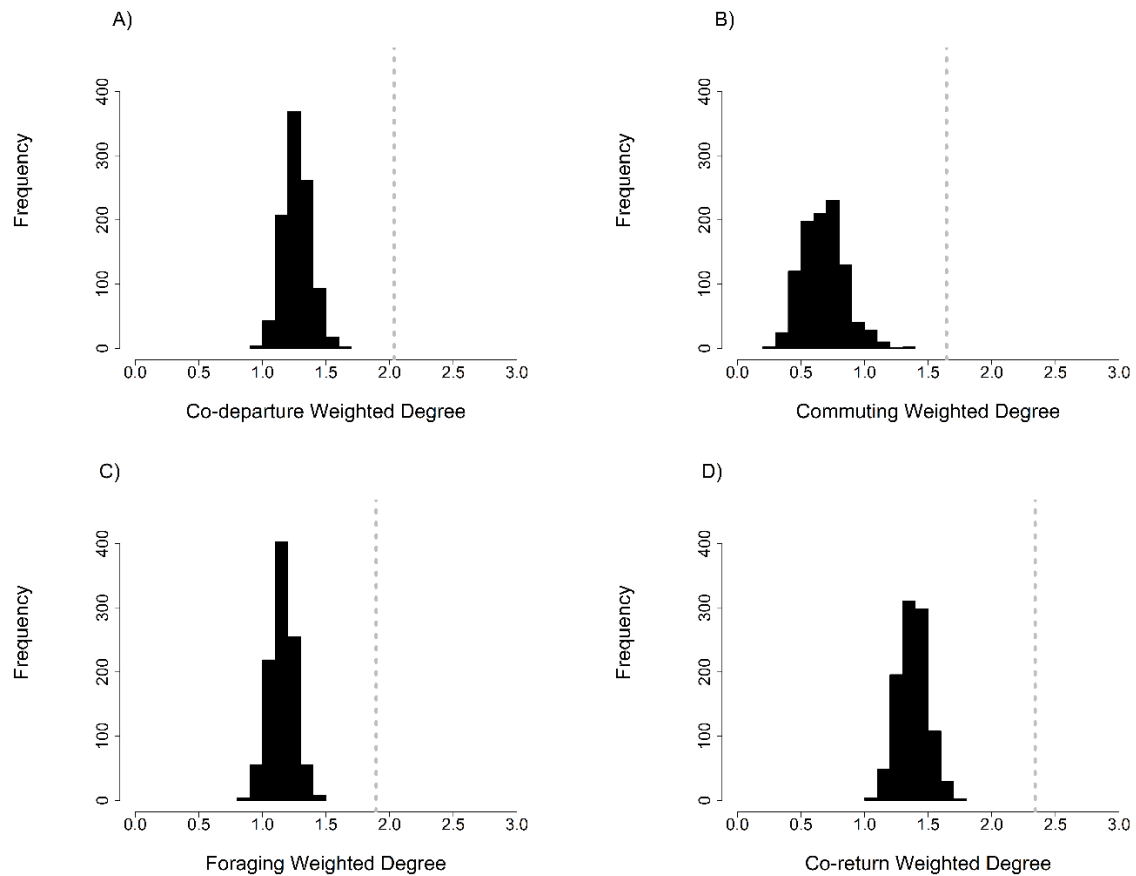 A)
Frequency
400
300
200
100
0
0.0 0.5 1.0 1.5 2.0 2.5 3.0
Co-departure Weighted Degree
B)
Frequency
400
300
200
100
0
0.0 0.5 1.0 1.5 2.0 2.5 3.0
Commuting Weighted Degree
C)
Frequency
400
300
200
100
0
0.0 0.5 1.0 1.5 2.0 2.5 3.0
Foraging Weighted Degree
D)
Frequency
400
300
200
100
0
0.0 0.5 1.0 1.5 2.0 2.5 3.0
Co-return Weighted Degree